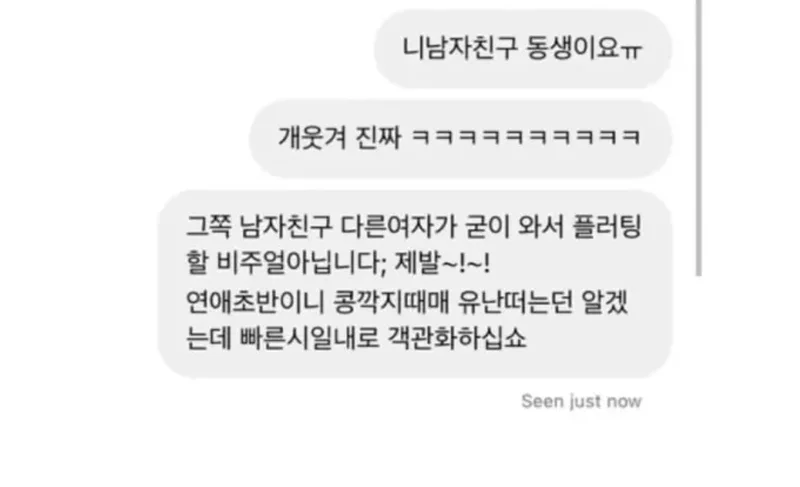 니남자친구 동생이요ㅠ
개웃겨 진짜 ㅋㅋㅋㅋㅋㅋㅋㅋㅋㅋ
그쪽 남자친구 다른여자가 굳이 와서 플러팅
할 비주얼아닙니다; 제발~!~!
연애초반이니 콩깍지때매 유난떠는던 알겠
는데 빠른시일내로 객관화하십쇼
Seen just now